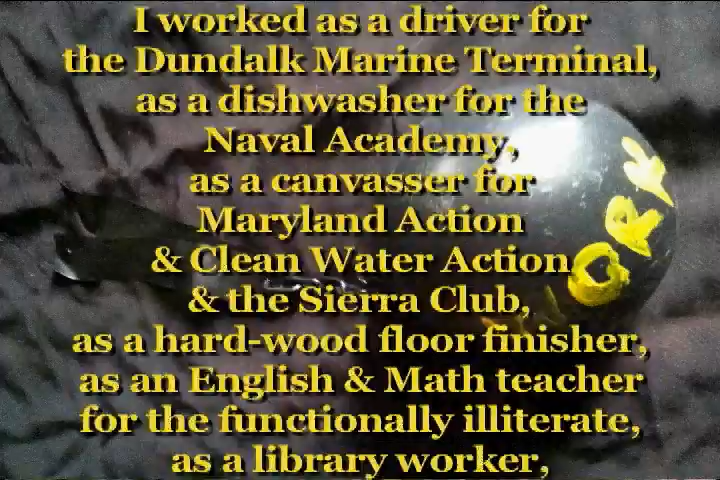 I worked as a driver for
the Dundalk Marine Terminal,
as a dishwasher for the
Naval Academy,
as a canvasser for
Maryland Action
& Clean Water Action
& the Sierra Club,
as a hard-wood floor finisher,
as an English & Math teacher
for the functionally illiterate,
as a library worker,